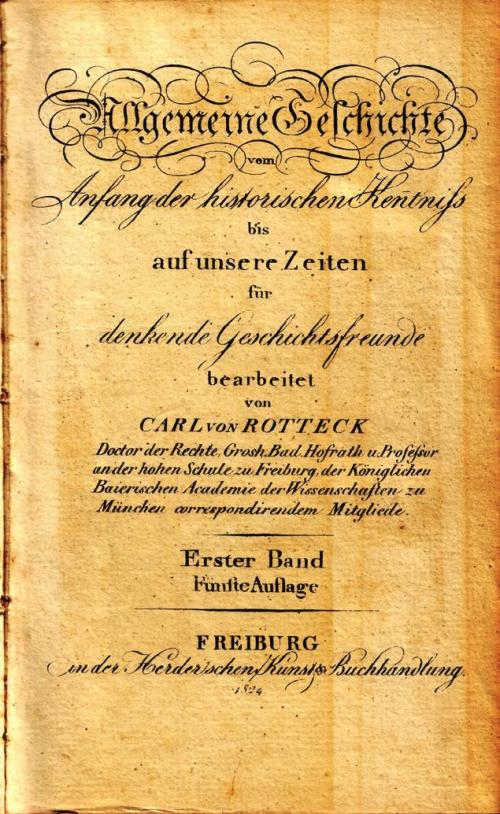 Allgemeine Geschichte
vom
Anfang der historischen Kentniſs
bis
auf unsere Zeiten
für
denkende Geschichtsfreunde
bearbeitet
von
CARL VON ROTTECK
Doctor der Rechte, Grosh. Bad. Hofrath u. Profeſsor
an der hohen Schule zu Freiburg, der Königlichen
Baierischen Academie der Wissenschaften zu
München correspondirendem Mitgliede.
Erster Band
Fünfte Auflage
FREIBURG
in der Herder'schen Kunst & Buchhandlung.
1824